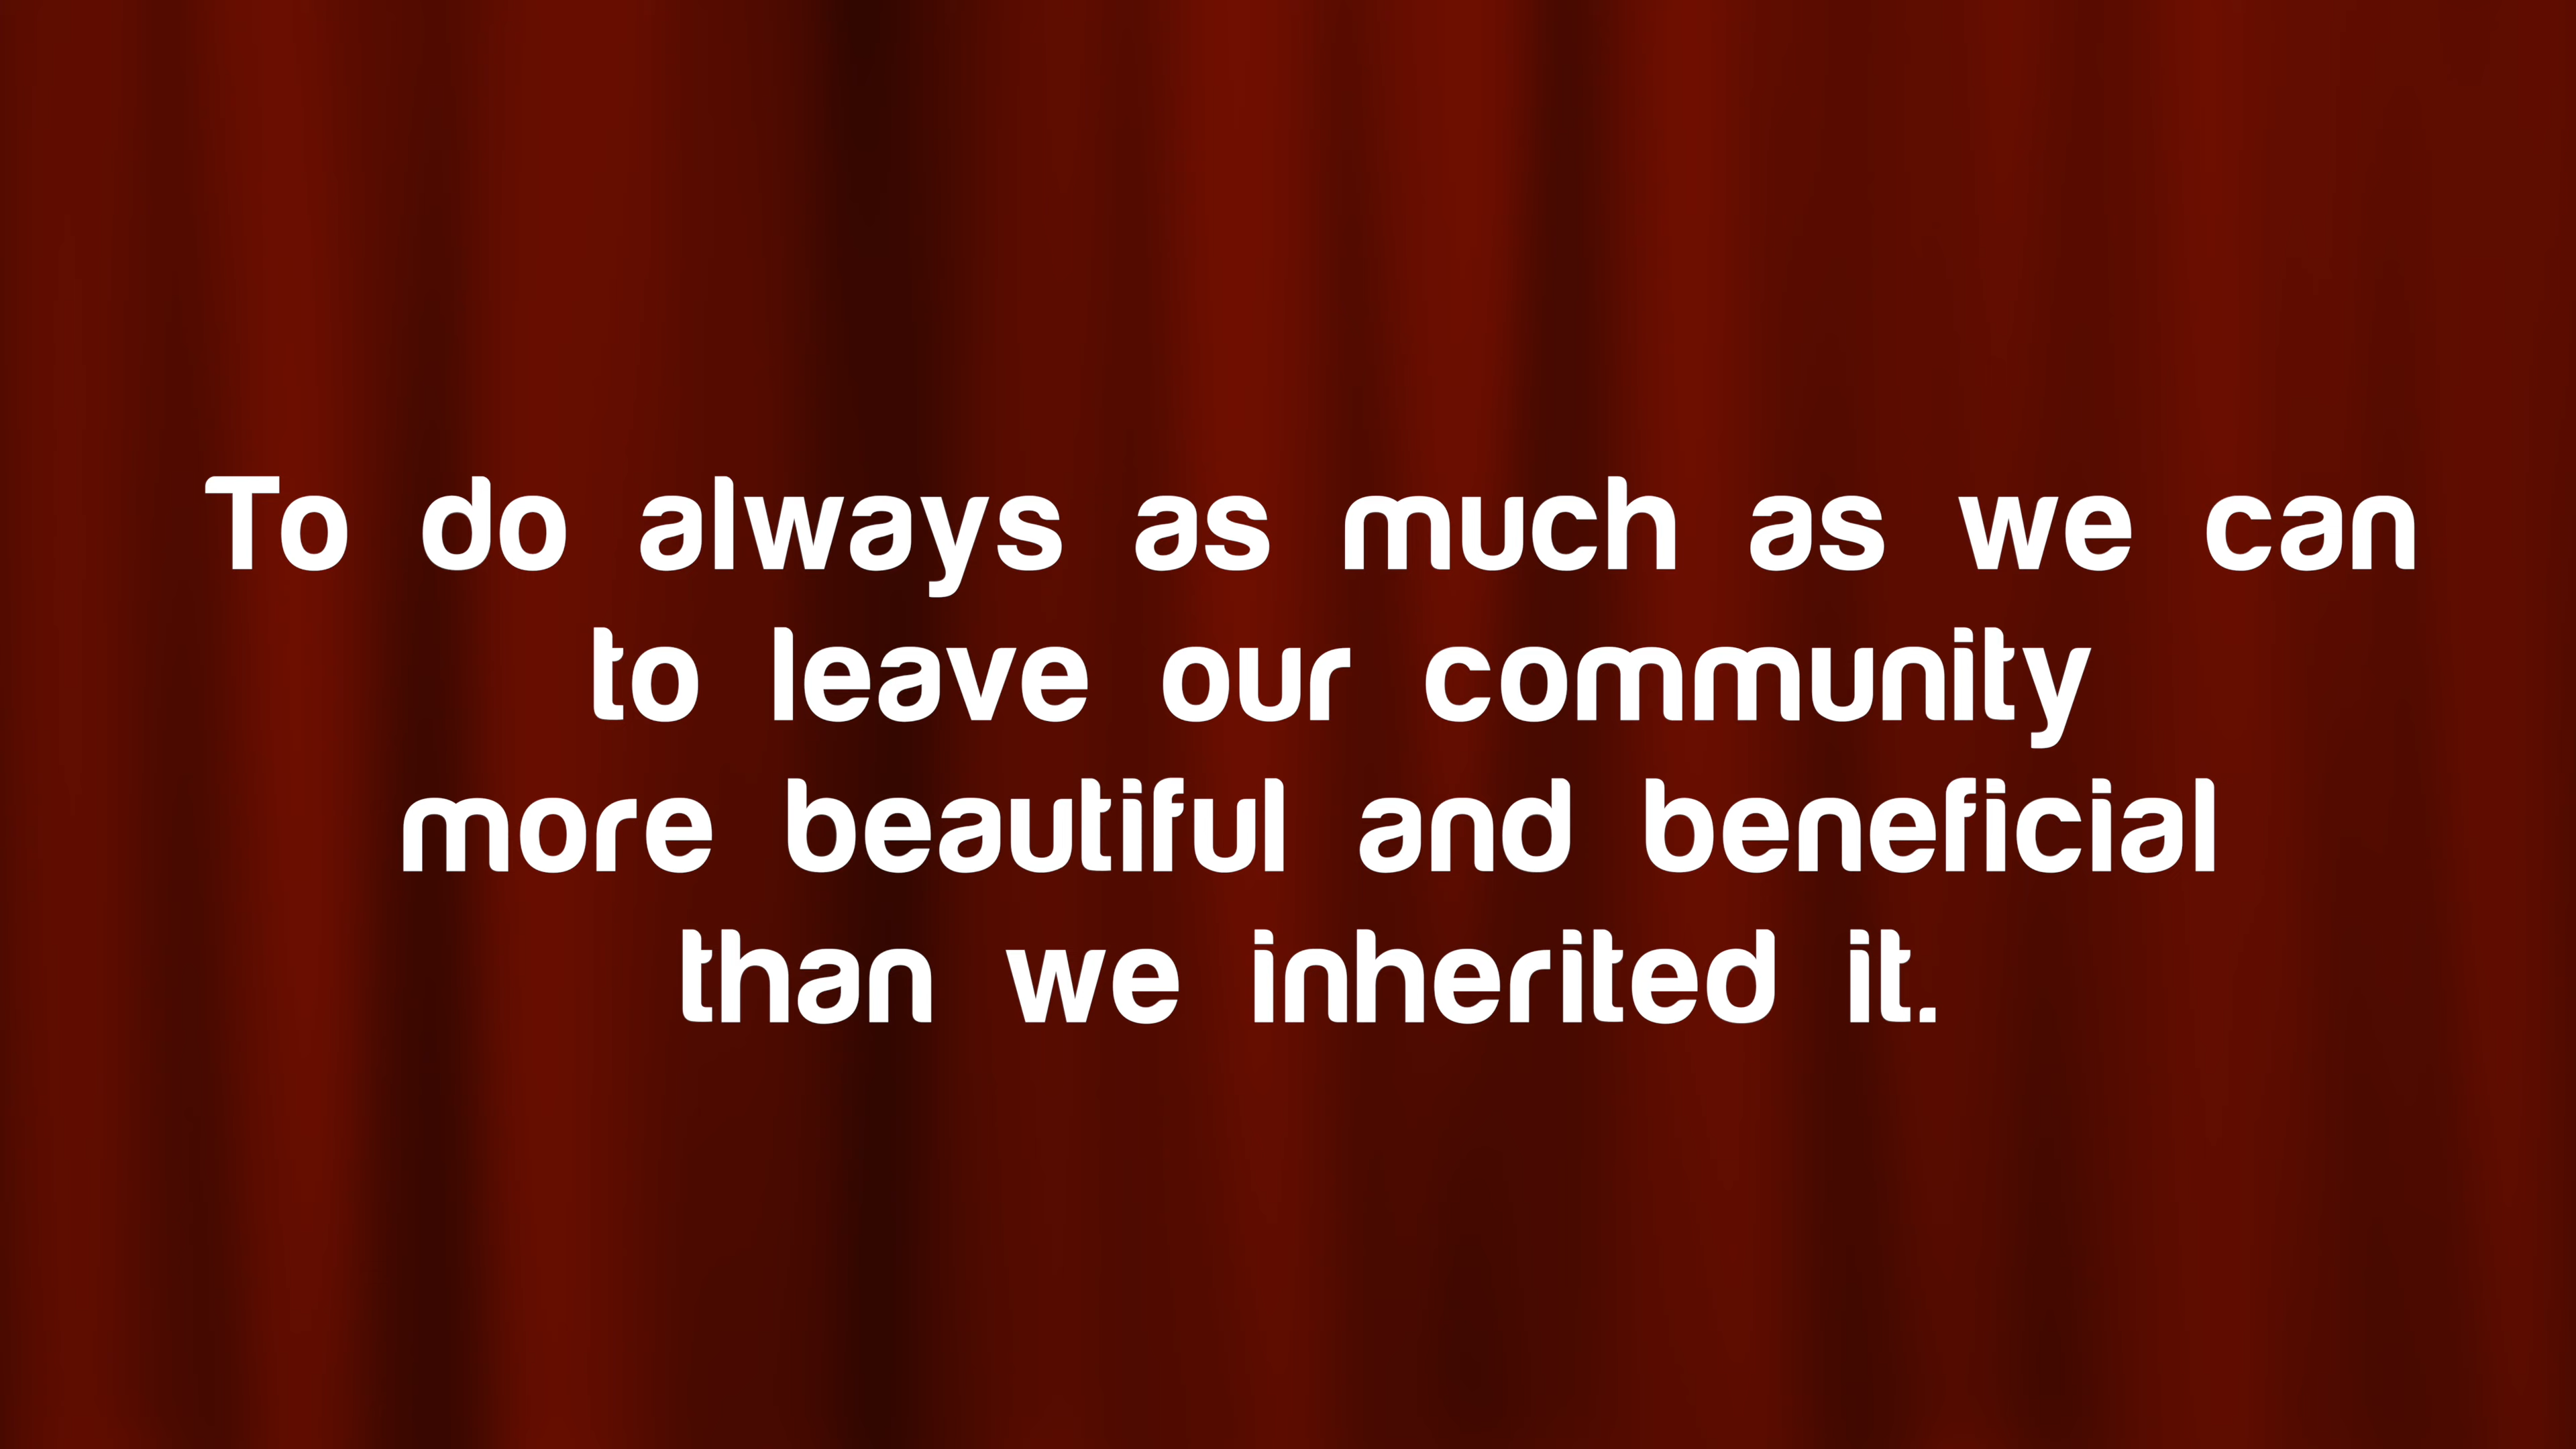 To do always as much as we can
to leave our community
more beautiful and beneficial
than we inherited it.